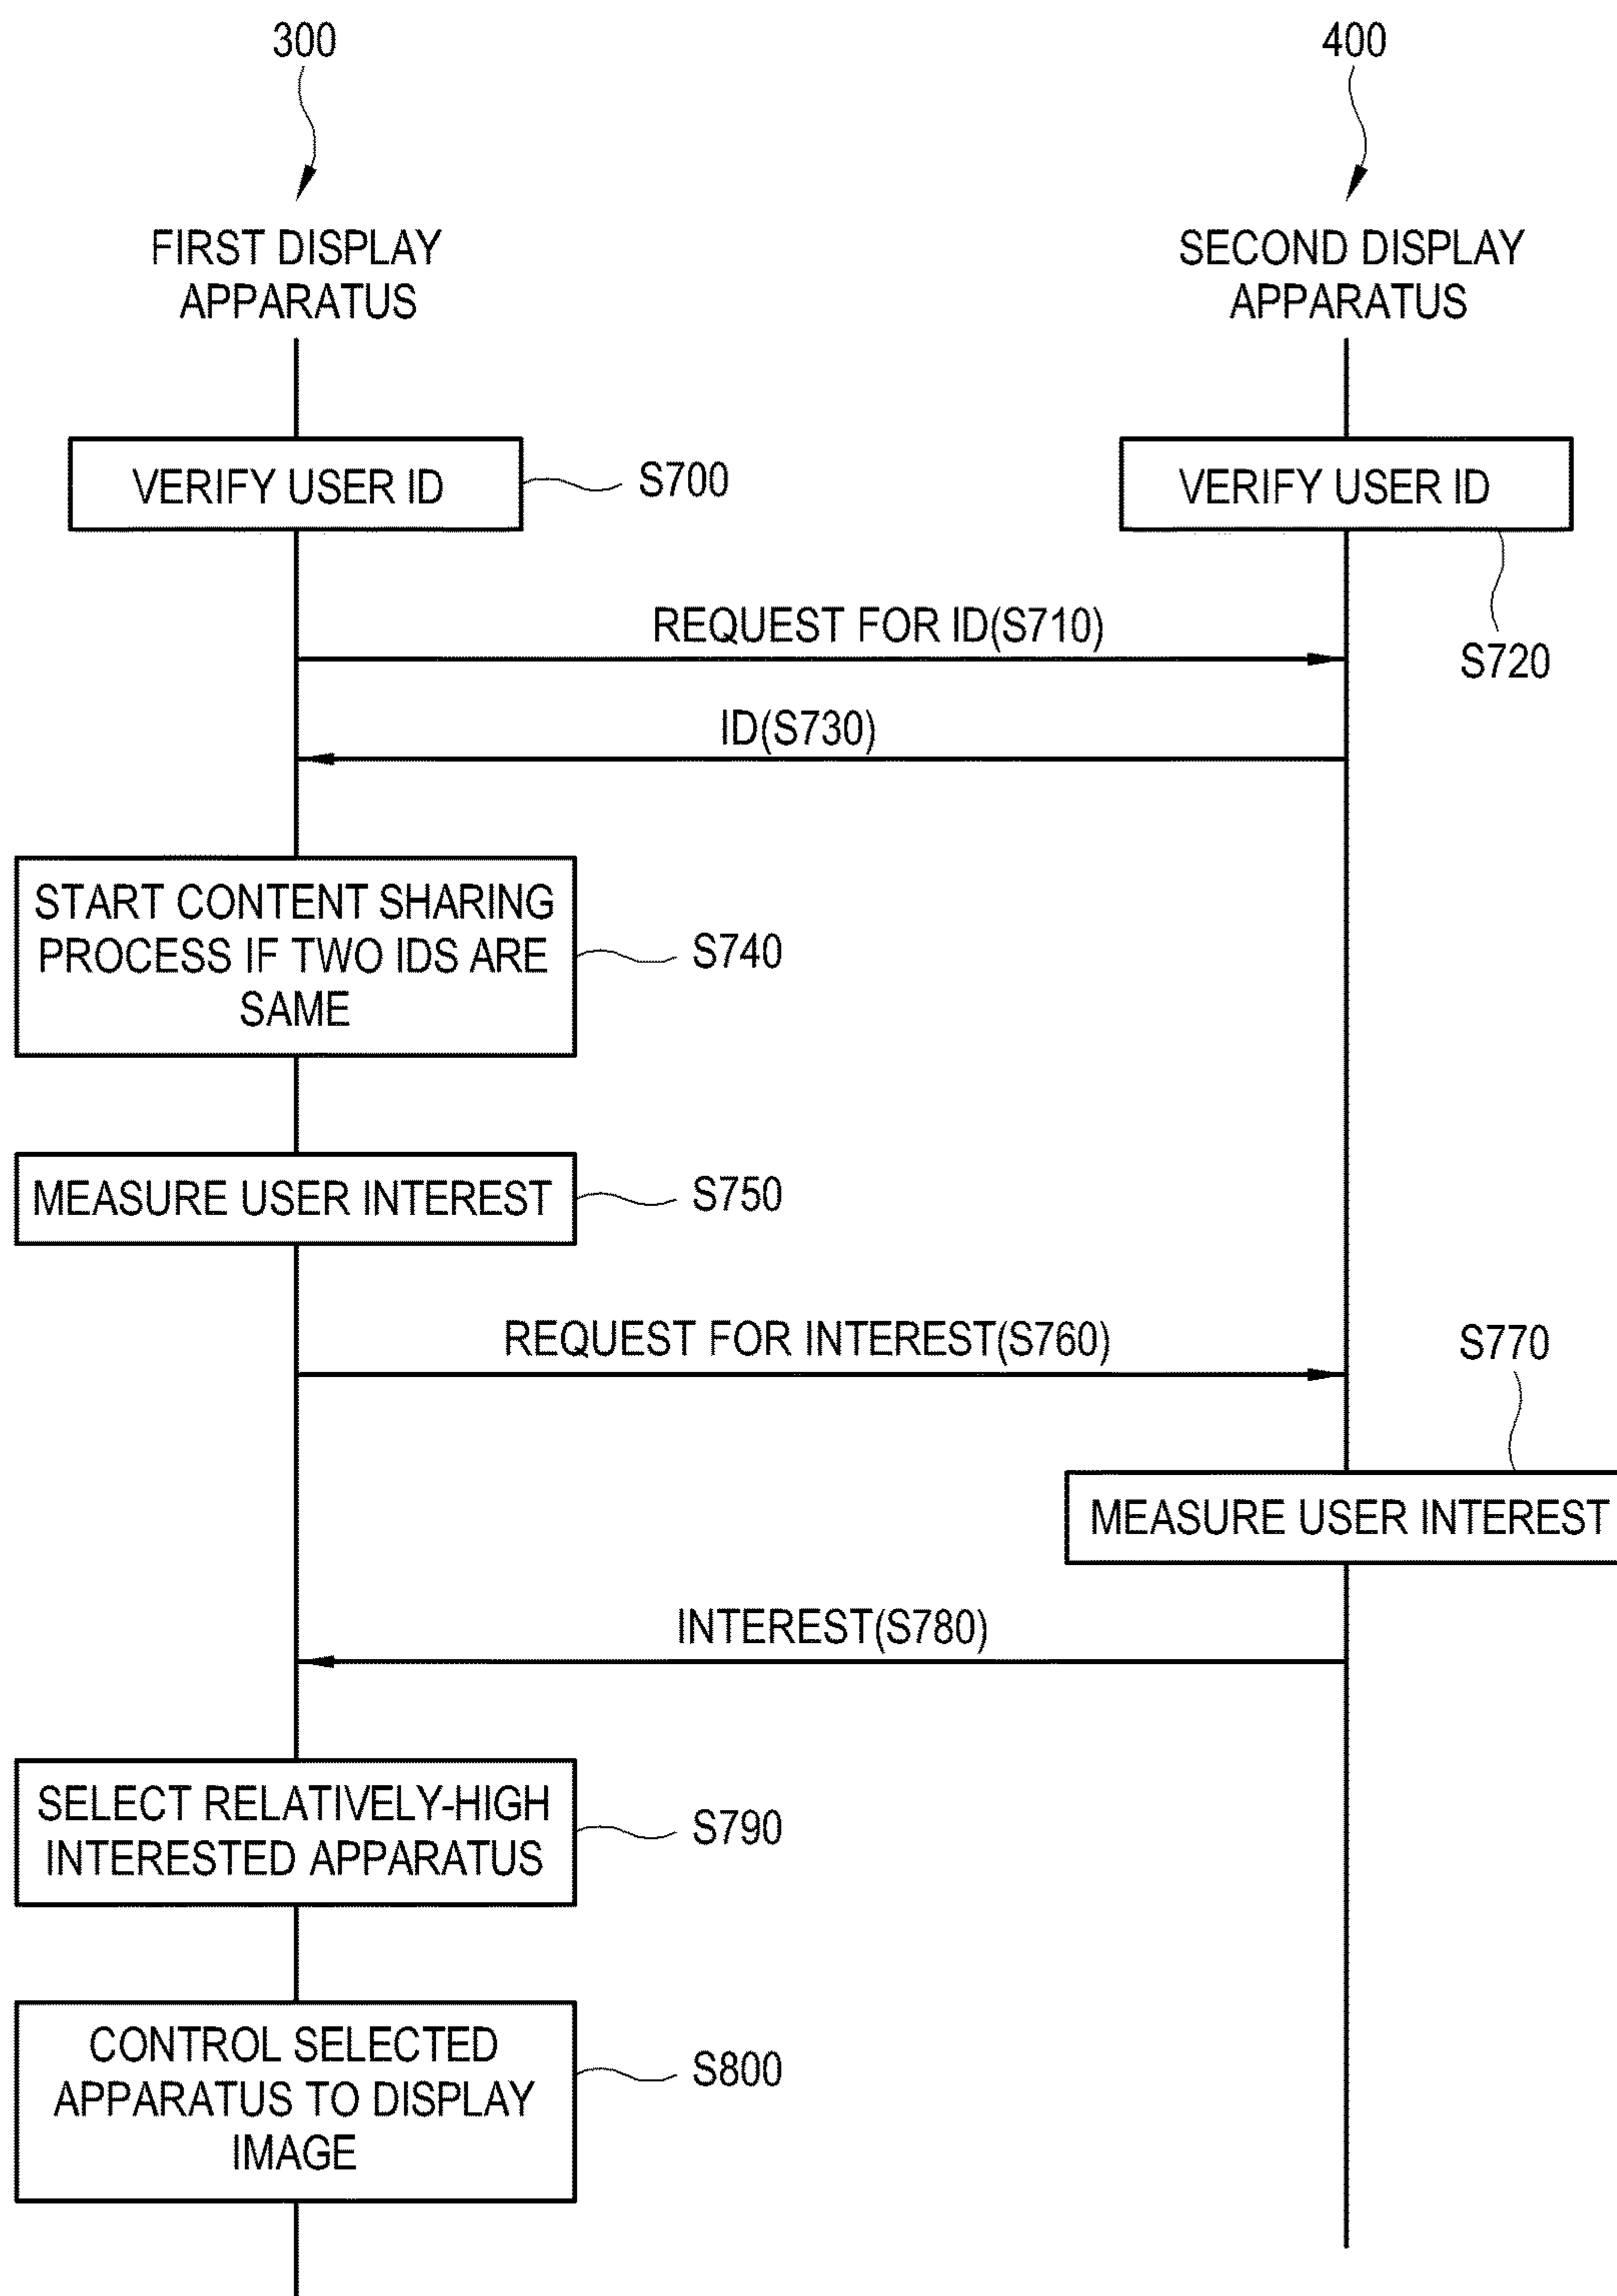 300
400
FIRST DISPLAY
APPARATUS
SECOND DISPLAY
APPARATUS
VERIFY USER ID
S700
VERIFY USER ID
S720
REQUEST FOR ID(S710)
ID(S730)
START CONTENT SHARING
PROCESS IF TWO IDS ARE
SAME
S740
MEASURE USER INTEREST
S750
REQUEST FOR INTEREST(S760)
S770
MEASURE USER INTEREST
INTEREST(S780)
SELECT RELATIVELY-HIGH
INTERESTED APPARATUS
S790
CONTROL SELECTED
APPARATUS TO DISPLAY
IMAGE
S800